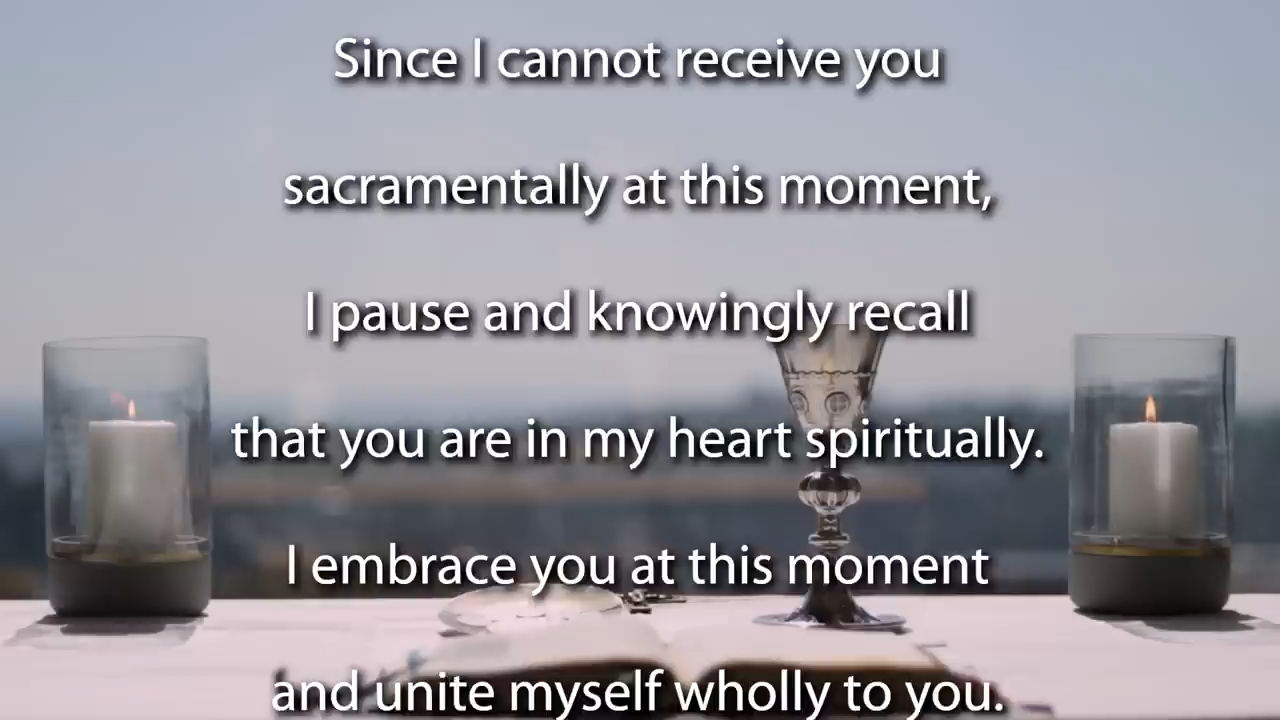 Since I cannot receive you
sacramentally at this moment,
I pause and knowingly recall
that you are in my heart spiritually.
I embrace you at this moment
and unite myself wholly to you.